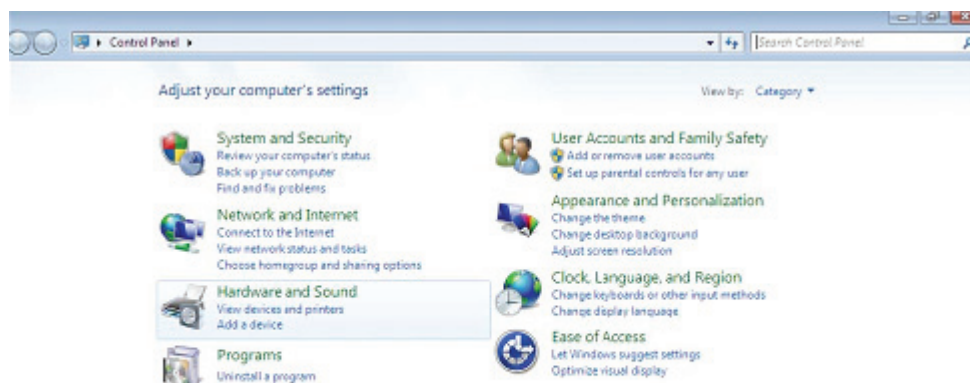 Control Panel
Search Control Panel
Adjust your computer's settings
View by: Category
System and Security
Review your computer's status
Back up your computer
Find and fix problems
Network and Internet
Connect to the Internet
View network status and tasks
Choose homegroup and sharing options
Hardware and Sound
View devices and printers
Add a device
Programs
Uninstall a program
User Accounts and Family Safety
Add or remove user accounts
Set up parental controls for any user
Appearance and Personalization
Change the theme
Change desktop background
Adjust screen resolution
Clock, Language, and Region
Change keyboards or other input methods
Change display language
Ease of Access
Let Windows suggest settings
Optimize visual display